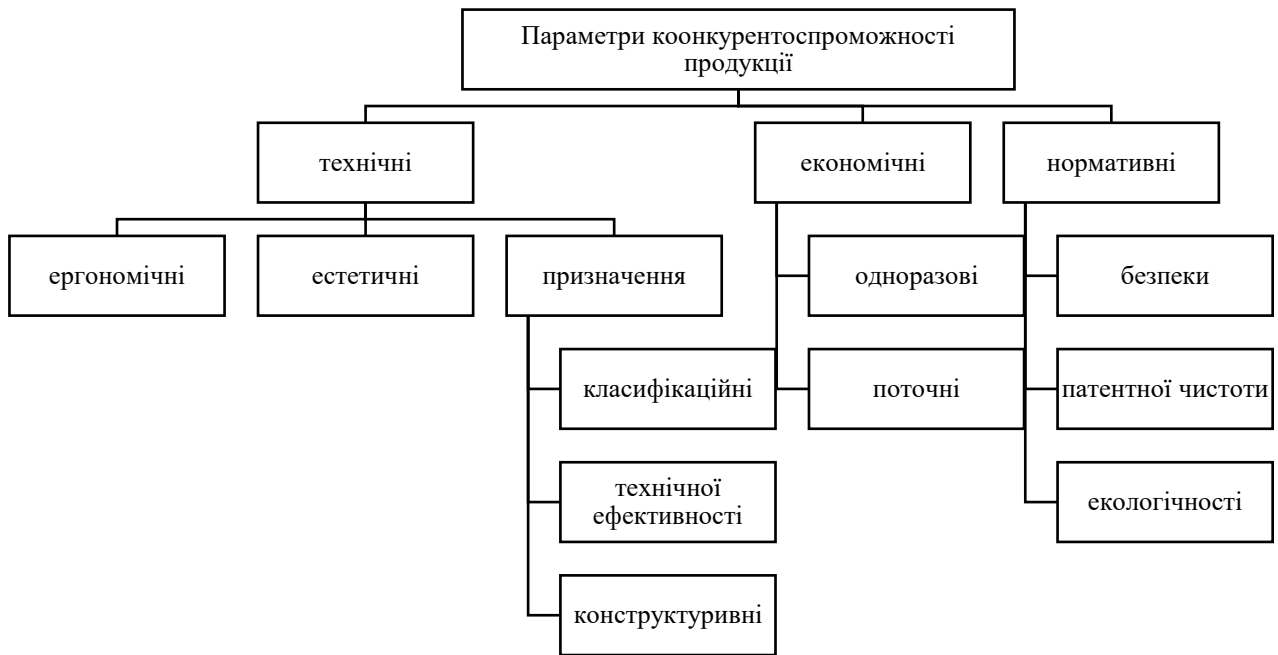 Параметри коонкурентоспроможності
продукції
технічні
економічні
нормативні
ергономічні
естетичні
призначення
одноразові
безпеки
класифікаційні
поточні
патентної чистоти
технічної
ефективності
екологічності
конструктуривні